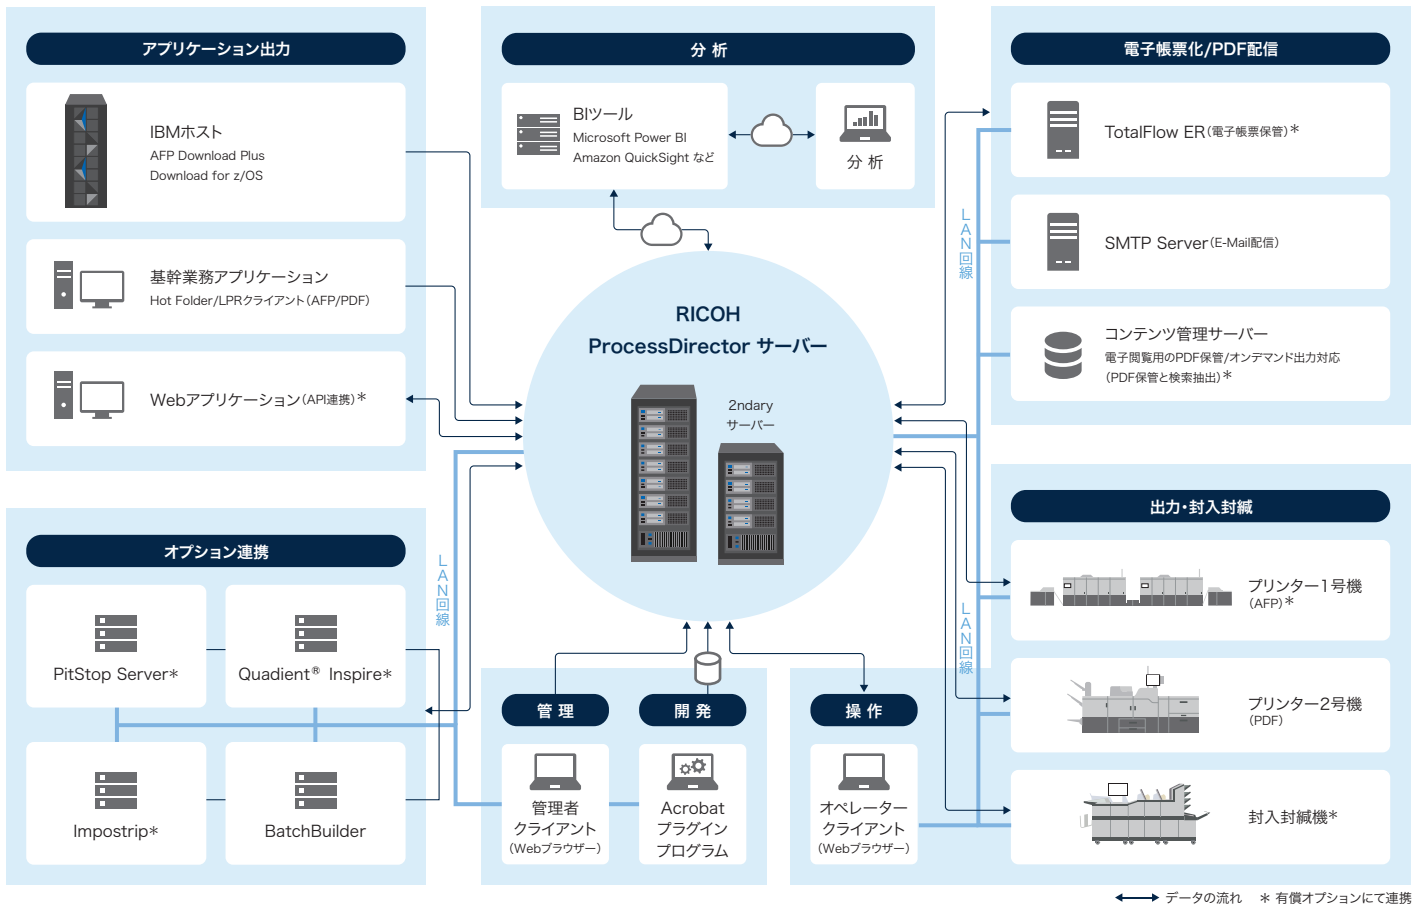 アプリケーション出力
IBMホスト
AFP Download Plus
Download for z/OS
基幹業務アプリケーション
Hot Folder/LPRクライアント(AFP/PDF)
Webアプリケーション(API連携)*
分 析
BIツール
Microsoft Power BI
Amazon QuickSight など
分 析
電子帳票化/PDF配信
TotalFlow ER(電子帳票保管)*
SMTP Server(E-Mail配信)
コンテンツ管理サーバー
電子閲覧用のPDF保管/オンデマンド出力対応
(PDF保管と検索抽出)*
LAN回線
RICOH
ProcessDirector サーバー
2ndary
サーバー
オプション連携
PitStop Server*
Quadient® Inspire*
Impostrip*
BatchBuilder
LAN回線
管 理
管理者
クライアント
(Webブラウザー)
開 発
Acrobat
プラグイン
プログラム
操 作
オペレーター
クライアント
(Webブラウザー)
LAN回線
出力・封入封緘
プリンター1号機
(AFP)*
プリンター2号機
(PDF)
封入封緘機*
データの流れ * 有償オプションにて連携